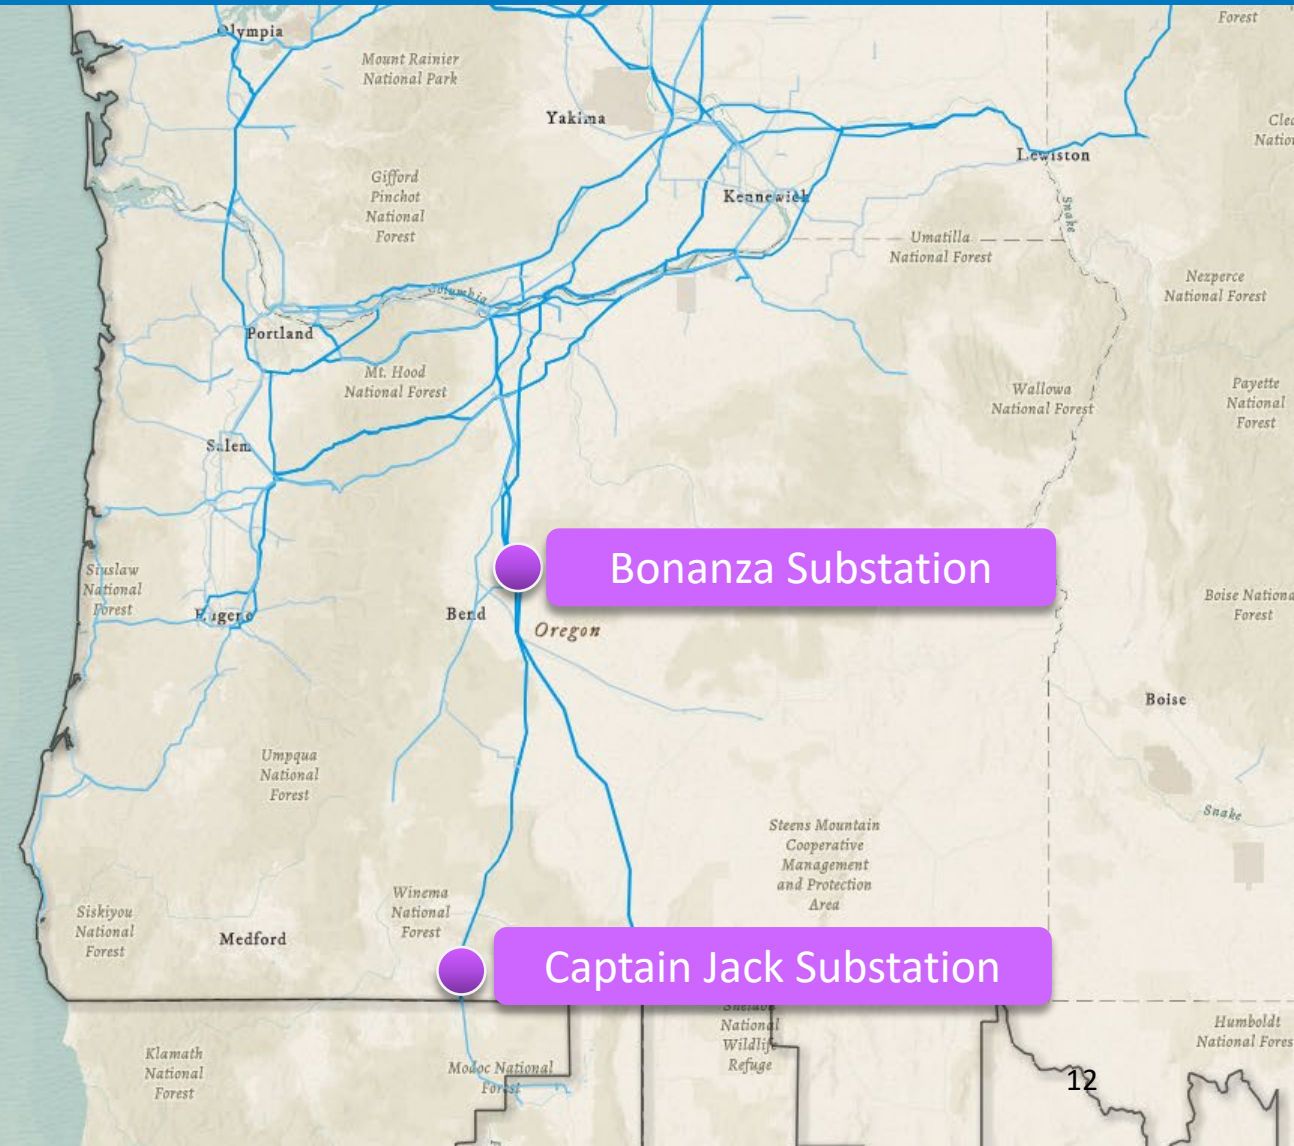 Forest
Olympia
Mount Rainier
National Park
Yakima
Lewiston
Gifford
Pinchot
National
Forest
Kennewick
Snake
Umatilla
National Forest
Nezperce
National Forest
Columbia
Portland
Mt. Hood
National Forest
Wallowa
National Forest
Payette
National
Forest
Salem
Bonanza Substation
Siuslaw
National
Forest
Eugene
Bend
Oregon
Boise Nationa
Forest
Boise
Umpqua
National
Forest
Snake
Steens Mountain
Cooperative
Management
and Protection
Area
Winema
National
Forest
Siskiyou
National
Forest
Medford
Captain Jack Substation
Sheldon
National
Wildlife
Refuge
Humboldt
National Fores
Klamath
National
Forest
Modoc National
Forest
12